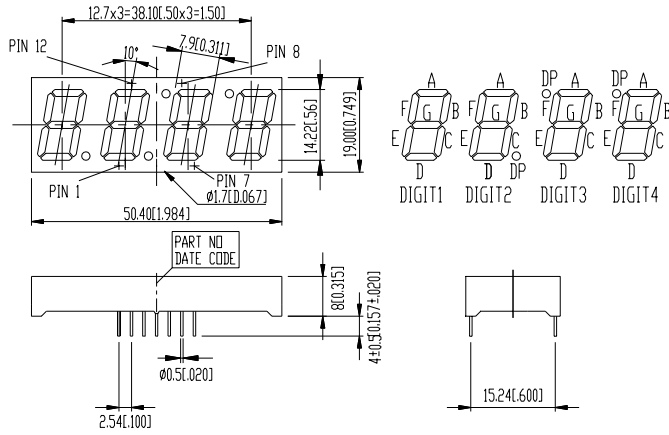 12.7x3=38.10[.50x3=1.50]
PIN 12
10°
7.9[0.311]
PIN 8
14.22[.56]
19.00[0.749]
PIN 1
PIN 7
ø1.7[0.067]
50.40[1.984]
A
F
G
B
E
C
D
DIGIT1
A
F
G
B
E
C
D
DP
DIGIT2
DP
A
F
G
B
E
C
D
DIGIT3
DP
A
F
G
B
E
C
D
DIGIT4
PART NO
DATE CODE
8[0.315]
4±0.5[0.157±.020]
ø0.5[.020]
2.54[.100]
15.24[.600]